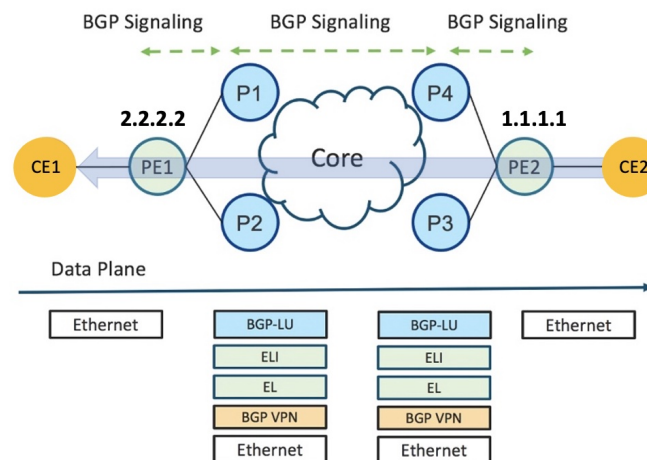 BGP Signaling
BGP Signaling
BGP Signaling
P1
P4
2.2.2.2
1.1.1.1
CE1
PE1
Core
PE2
CE2
P2
P3
Data Plane
Ethernet
BGP-LU
BGP-LU
Ethernet
ELI
ELI
EL
EL
BGP VPN
BGP VPN
Ethernet
Ethernet